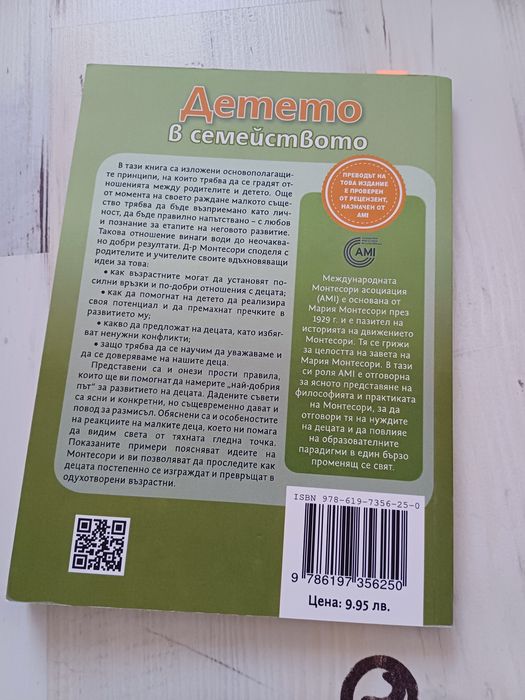 Детето
в семейството
В тази книга са изложени основополагащи-
те принципи, на които трябва да се градят от-
ношенията между родителите и детето. Още
от момента на своето раждане малкото съще-
ство трябва да бъде възприемано като лич-
ност, да бъде правилно напътствано – с любов
и познание за етапите на неговото развитие.
Такова отношение винаги води до неочаква-
но добри резултати. Д-р Монтесори споделя с
родителите и учителите своите вдъхновяващи
идеи за това:
• как възрастните могат да установят по-
силни връзки и по-добри отношения с децата;
• как да помогнат на детето да реализира
своя потенциал и да премахнат пречките в
развитието му;
• какво да предложат на децата, като избяг-
ват ненужни конфликти;
• защо трябва да се научим да уважаваме и
да се доверяваме на нашите деца.
Представени са и онези прости правила,
които ще ви помогнат да намерите „най-добрия
път“ за развитието на децата. Дадените съвети
са ясни и конкретни, но същевременно дават и
повод за размисъл. Обяснени са и особеностите
на реакциите на малките деца, което ни помага
да видим света от тяхната гледна точка.
Показаните примери поясняват идеите на
Монтесори и ви позволяват да проследите как
децата постепенно се изграждат и превръщат в
одухотворени възрастни.
ПРЕВОДЪТ НА
ТОВА ИЗДАНИЕ
Е ПРОВЕРЕН
ОТ РЕЦЕНЗЕНТ,
НАЗНАЧЕН ОТ
AMI
AMI
Международната
Монтесори асоциация
(AMI) е основана от
Мария Монтесори през
1929 г. и е пазител на
историята на движението
Монтесори. Тя се грижи
за целостта на завета на
Мария Монтесори. В тази
си роля AMI е отговорна
за ясното представяне на
философията и практиката
на Монтесори, за да
отговори тя на нуждите
на децата и да повлияе
на образователните
парадигми в един бързо
променящ се свят.
ISBN 978-619-7356-25-0
9 786197 356250
Цена: 9.95 лв.